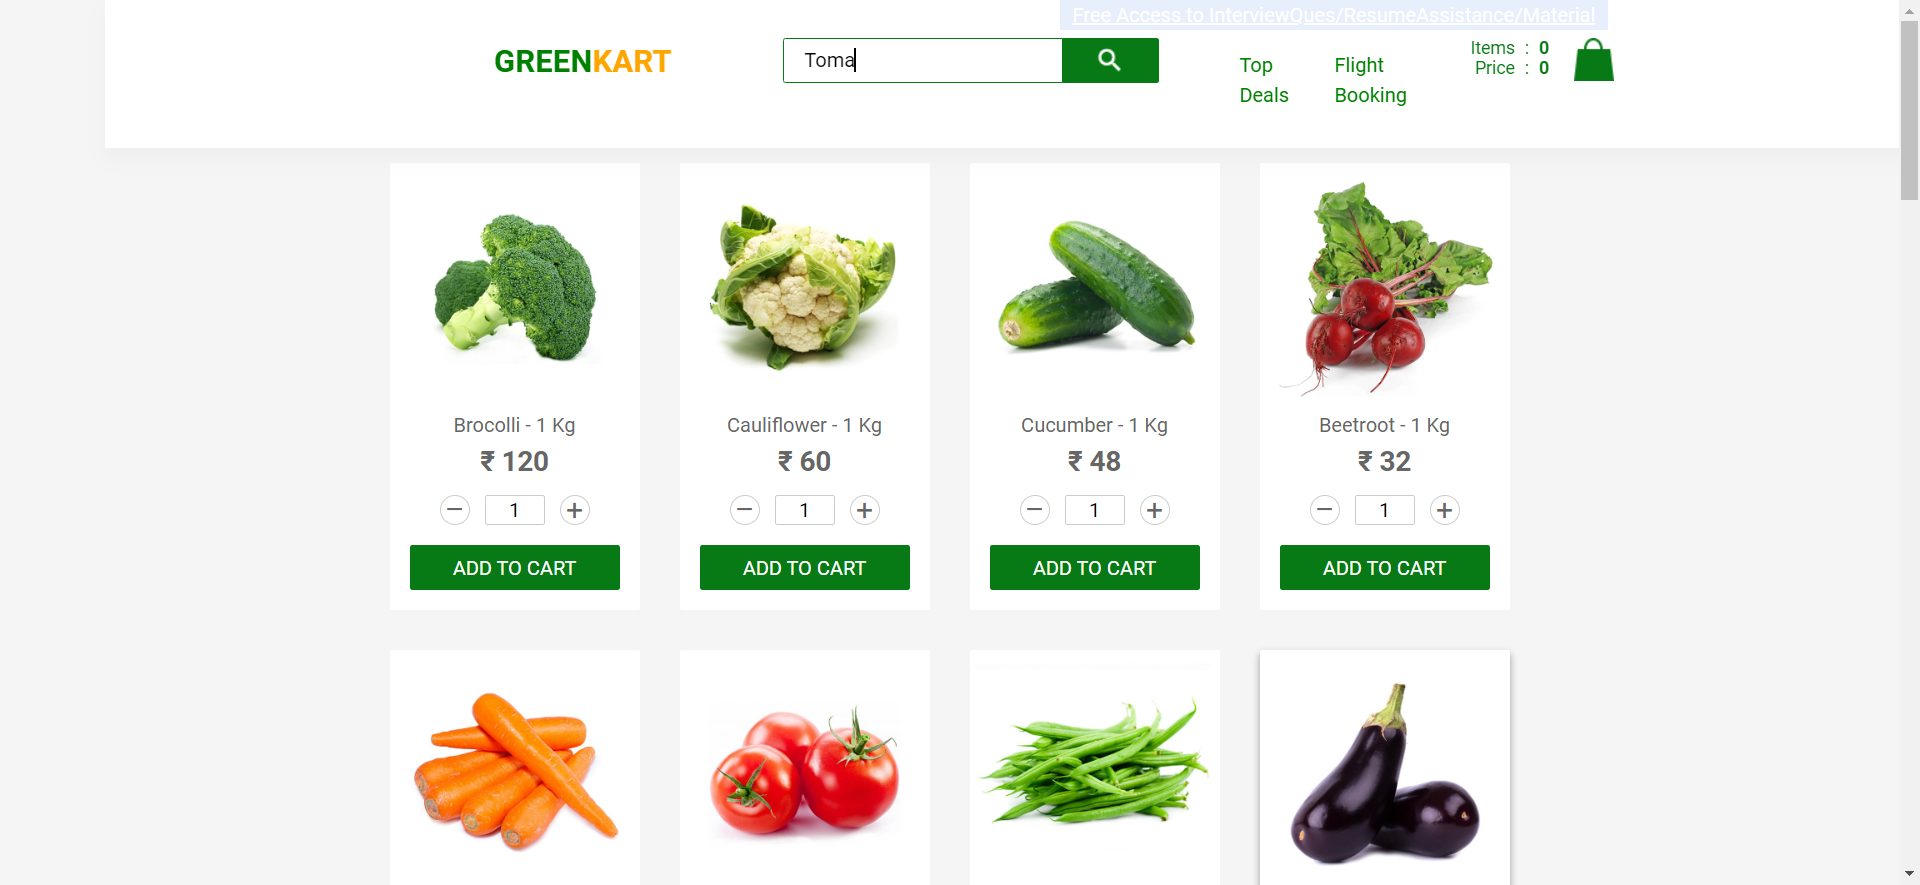 Free Access to InterviewQues/ResumeAssistance/Material
GREENKART
Toma
Top Deals
Flight Booking
Items : 0
Price : 0
Brocolli - 1 Kg
₹ 120
1
ADD TO CART
Cauliflower - 1 Kg
₹ 60
1
ADD TO CART
Cucumber - 1 Kg
₹ 48
1
ADD TO CART
Beetroot - 1 Kg
₹ 32
1
ADD TO CART